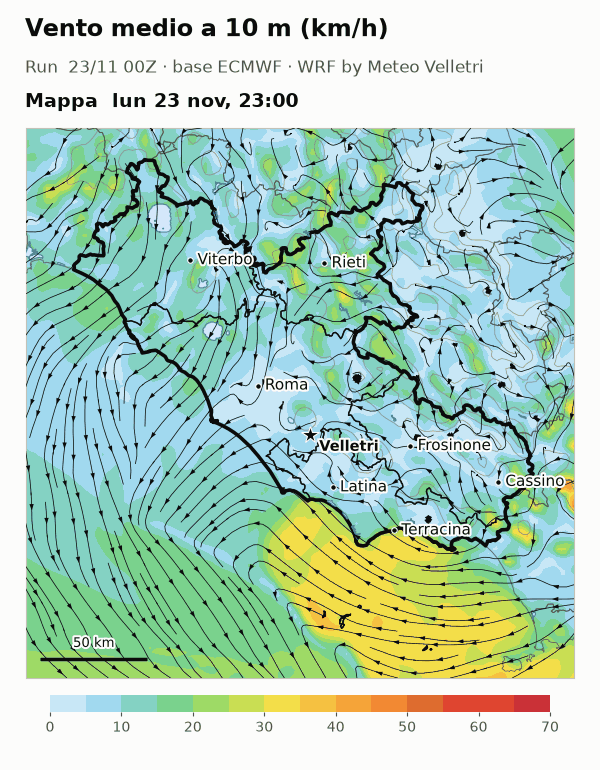 Vento medio a 10 m (km/h)
Run  23/11 00Z · base ECMWF · WRF by Meteo Velletri
Mappa  lun 23 nov, 23:00
Viterbo
Rieti
Roma
Velletri
Frosinone
Latina
Cassino
Terracina
50 km
0 10 20 30 40 50 60 70